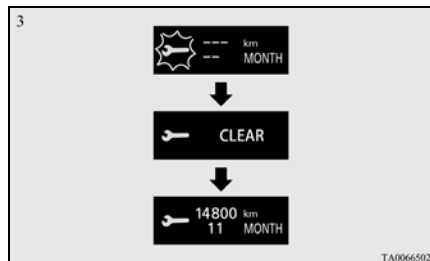 3
--- km
-- MONTH
CLEAR
14800 km
11 MONTH
TA0066502